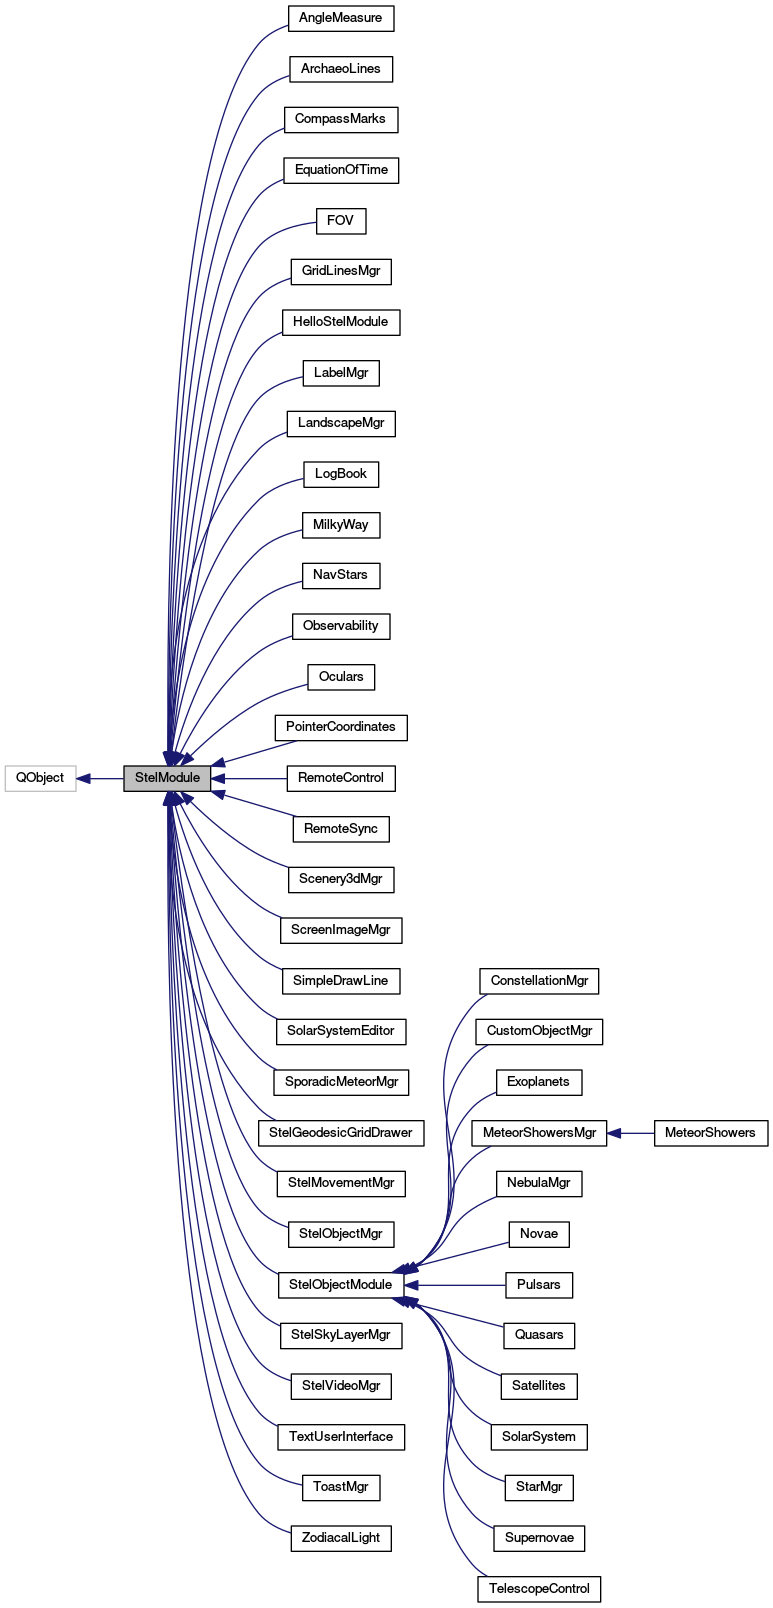 AngleMeasure
ArchaeoLines
CompassMarks
EquationOfTime
FOV
GridLinesMgr
HelloStelModule
LabelMgr
LandscapeMgr
LogBook
MilkyWay
NavStars
Observability
Oculars
PointerCoordinates
QObject
StelModule
RemoteControl
RemoteSync
Scenery3dMgr
ScreenImageMgr
SimpleDrawLine
SolarSystemEditor
SporadicMeteorMgr
StelGeodesicGridDrawer
StelMovementMgr
StelObjectMgr
StelObjectModule
StelSkyLayerMgr
StelVideoMgr
TextUserInterface
ToastMgr
ZodiacalLight
ConstellationMgr
CustomObjectMgr
Exoplanets
MeteorShowersMgr
MeteorShowers
NebulaMgr
Novae
Pulsars
Quasars
Satellites
SolarSystem
StarMgr
Supernovae
TelescopeControl